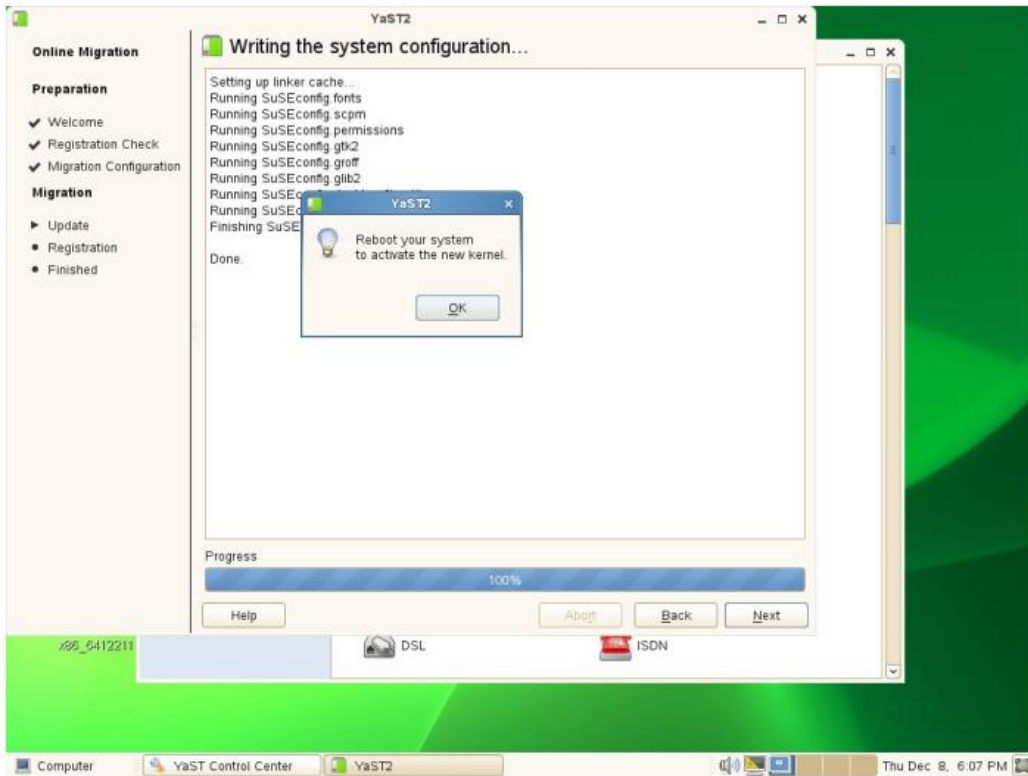 YaST2
Online Migration
Preparation
Welcome
Registration Check
Migration Configuration
Migration
Update
Registration
Finished
Writing the system configuration...
Setting up linker cache...
Running SuSEconfig.fonts
Running SuSEconfig.scpm
Running SuSEconfig.permissions
Running SuSEconfig.gtk2
Running SuSEconfig.groff
Running SuSEconfig.glib2
Running SuSEc
Running SuSEc
Finishing SuSE
Done.
YaST2
Reboot your system
to activate the new kernel.
OK
Progress
100%
Help
Abort
Back
Next
x86_6412211
DSL
ISDN
Computer
YaST Control Center
YaST2
Thu Dec 8, 6:07 PM